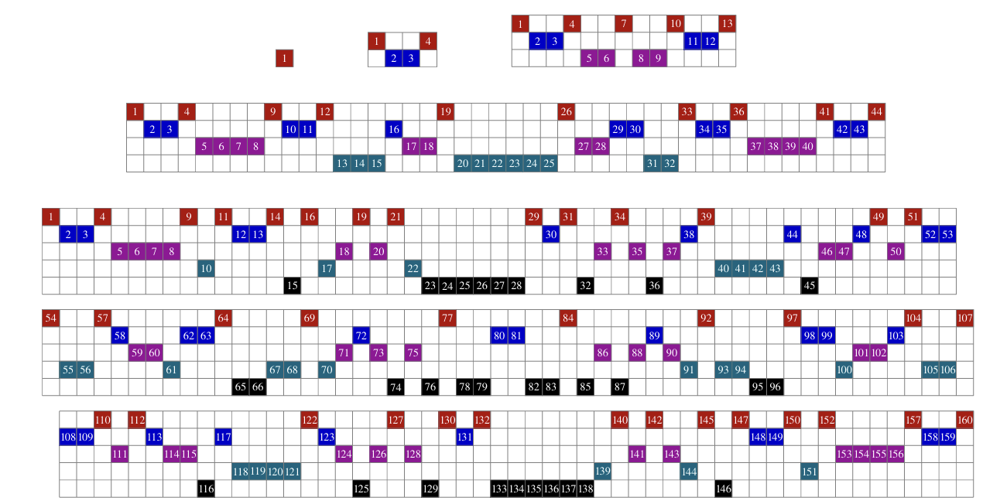 1
1 4
2 3
1 4 7 10 13
2 3 11 12
5 6 8 9
1 4 9 12 19 26 33 36 41 44
2 3 10 11 16 29 30 34 35 42 43
5 6 7 8 17 18 27 28 37 38 39 40
13 14 15 20 21 22 23 24 25 31 32
1 4 9 11 14 16 19 21 29 31 34 39 49 51
2 3 12 13 30 38 44 48 52 53
5 6 7 8 18 20 33 35 37 46 47 50
10 17 22 40 41 42 43
15 23 24 25 26 27 28 32 36 45
54 57 64 69 77 84 92 97 104 107
58 62 63 72 80 81 89 98 99 103
59 60 71 73 75 86 88 90 101 102
55 56 61 67 68 70 91 93 94 100 105 106
65 66 74 76 78 79 82 83 85 87 95 96
110 112 122 127 130 132 140 142 145 147 150 152 157 160
108 109 113 117 123 131 148 149 158 159
111 114 115 124 126 128 141 143 153 154 155 156
118 119 120 121 139 144 151
116 125 129 133 134 135 136 137 138 146